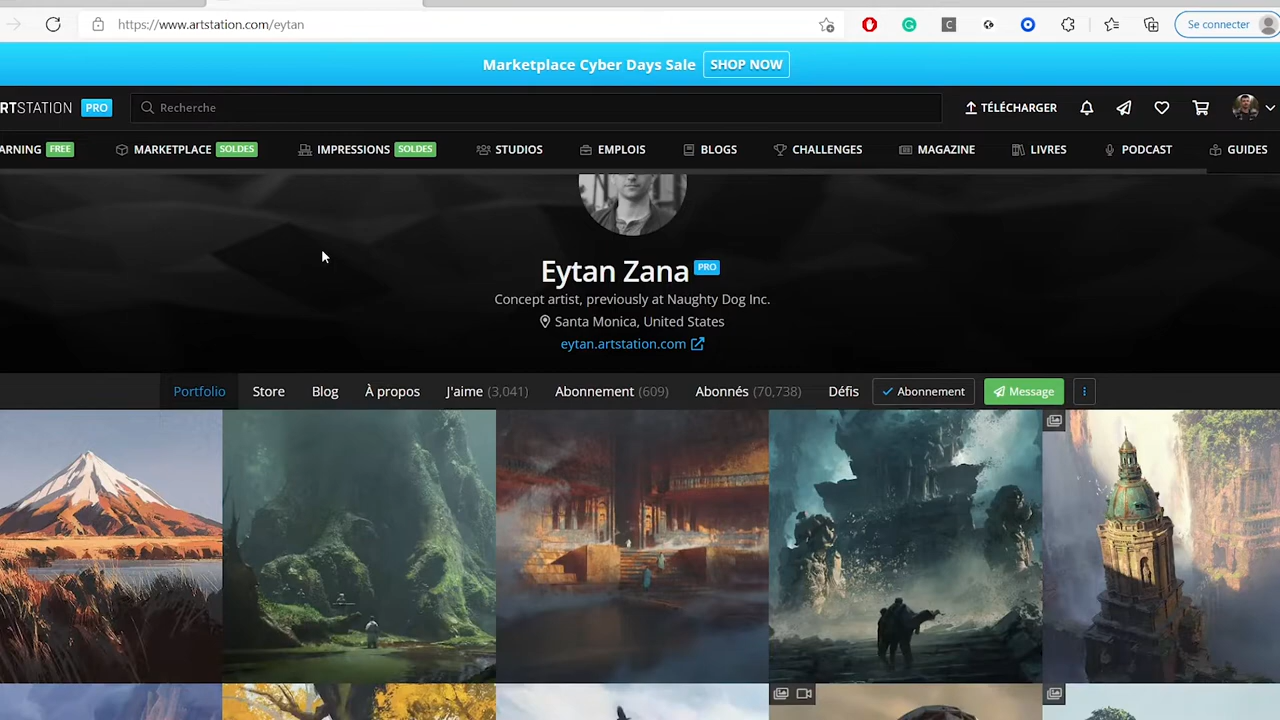 https://www.artstation.com/eytan
Se connecter
Marketplace Cyber Days Sale SHOP NOW
RTSTATION PRO Recherche TÉLÉCHARGER
ARNING FREE MARKETPLACE SOLDES IMPRESSIONS SOLDES STUDIOS EMPLOIS BLOGS CHALLENGES MAGAZINE LIVRES PODCAST GUIDES
Eytan Zana PRO
Concept artist, previously at Naughty Dog Inc.
Santa Monica, United States
eytan.artstation.com
Portfolio Store Blog À propos J'aime (3,041) Abonnement (609) Abonnés (70,738) Défis Abonnement Message